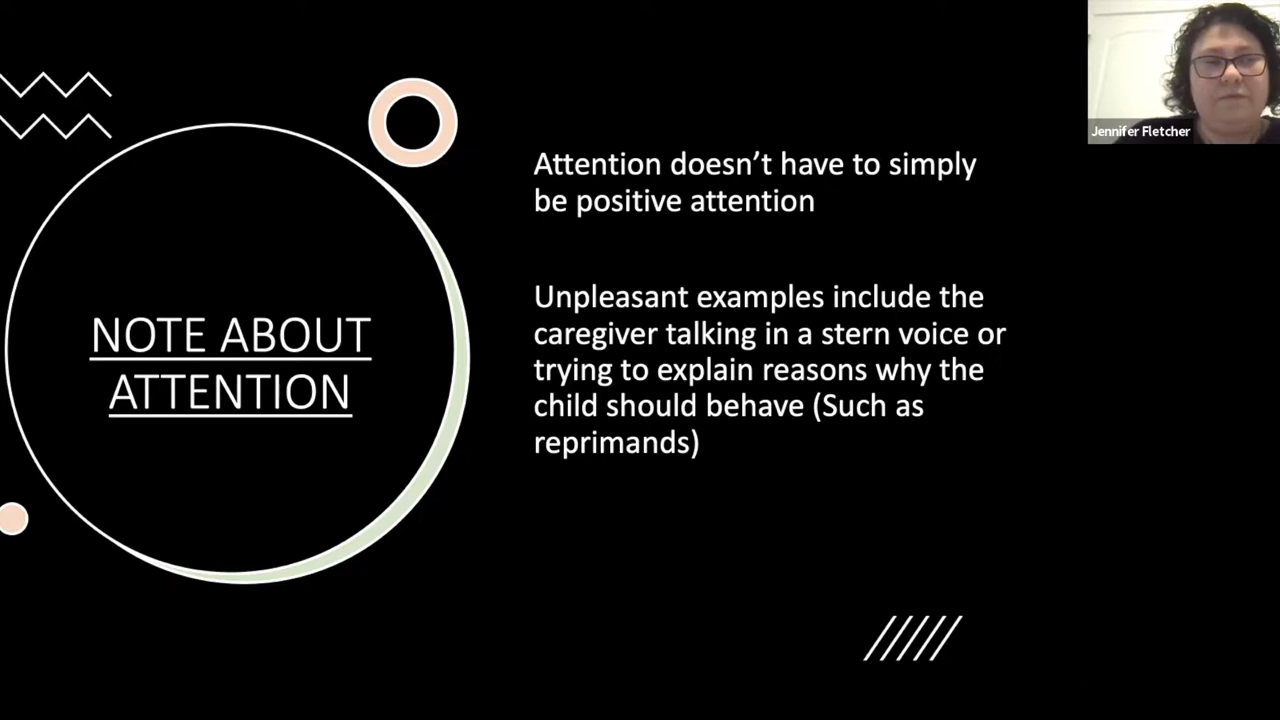 Jennifer Fletcher
NOTE ABOUT
ATTENTION
Attention doesn’t have to simply
be positive attention
Unpleasant examples include the
caregiver talking in a stern voice or
trying to explain reasons why the
child should behave (Such as
reprimands)